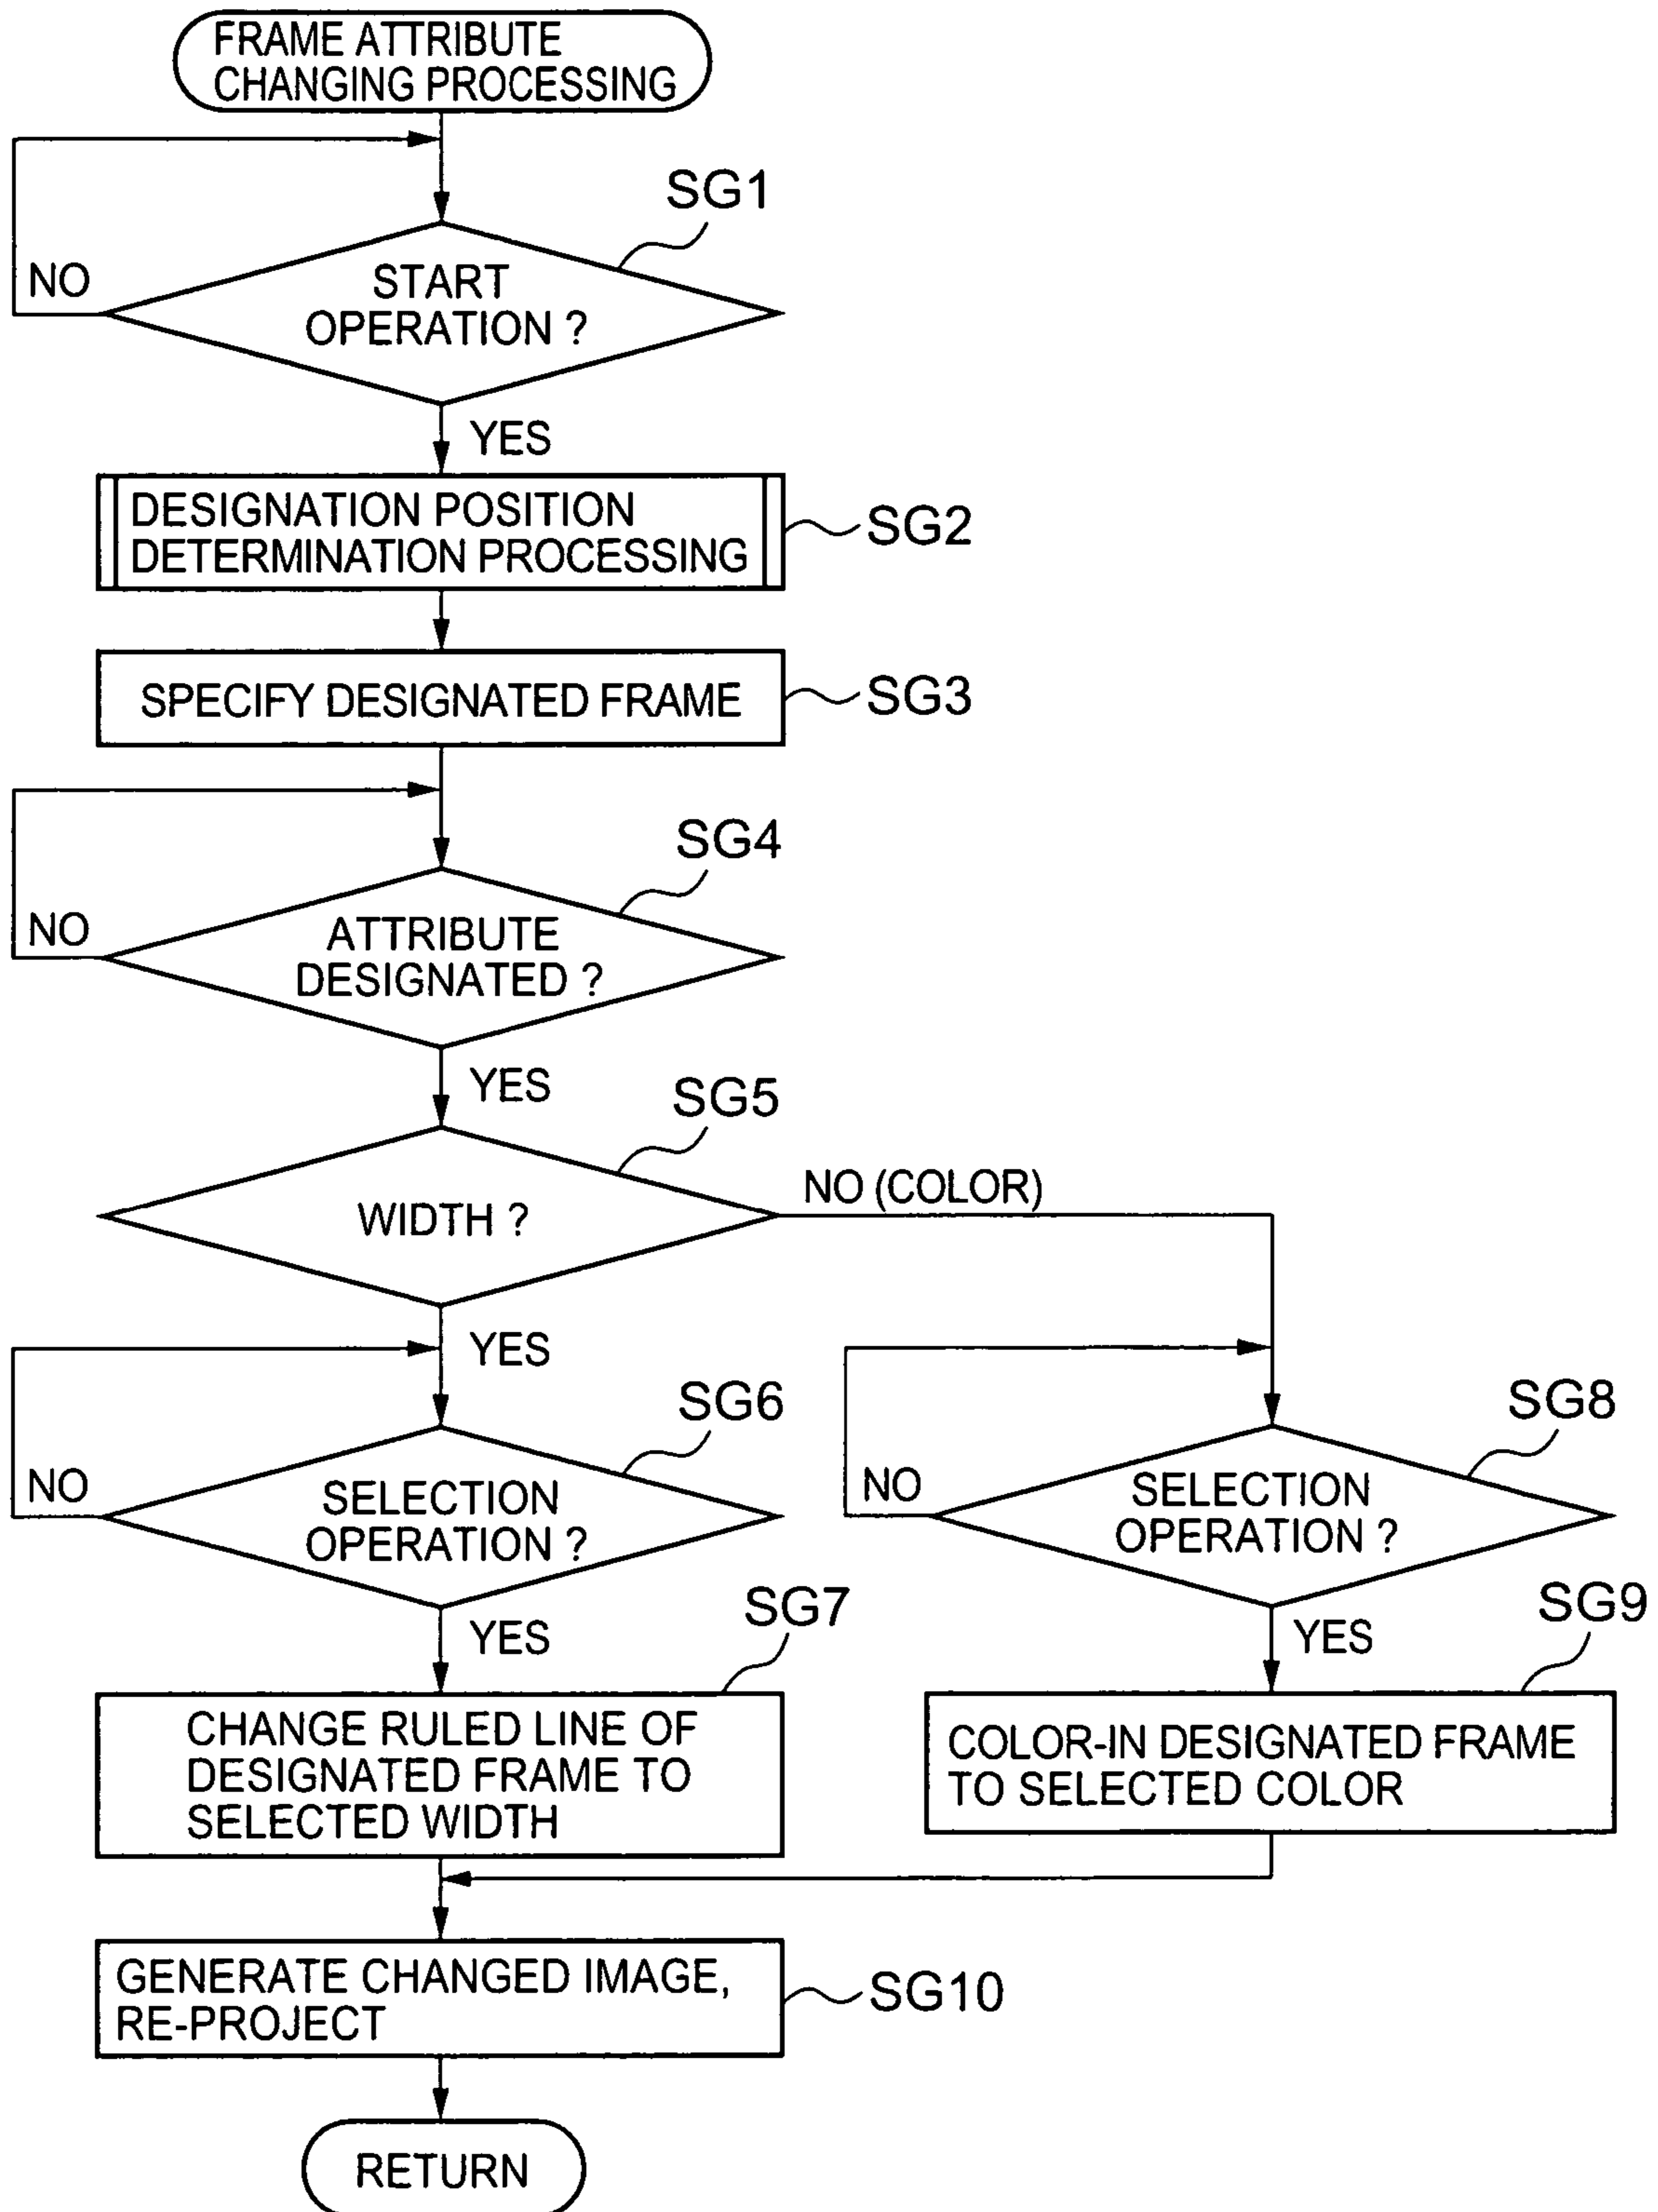 FRAME ATTRIBUTE
CHANGING PROCESSING
SG1
NO
START
OPERATION ?
YES
DESIGNATION POSITION
DETERMINATION PROCESSING
SG2
SPECIFY DESIGNATED FRAME
SG3
SG4
NO
ATTRIBUTE
DESIGNATED ?
YES
SG5
NO (COLOR)
WIDTH ?
YES
SG6
NO
SELECTION
OPERATION ?
SG8
NO
SELECTION
OPERATION ?
YES
SG7
YES
SG9
CHANGE RULED LINE OF
DESIGNATED FRAME TO
SELECTED WIDTH
COLOR-IN DESIGNATED FRAME
TO SELECTED COLOR
GENERATE CHANGED IMAGE,
RE-PROJECT
SG10
RETURN